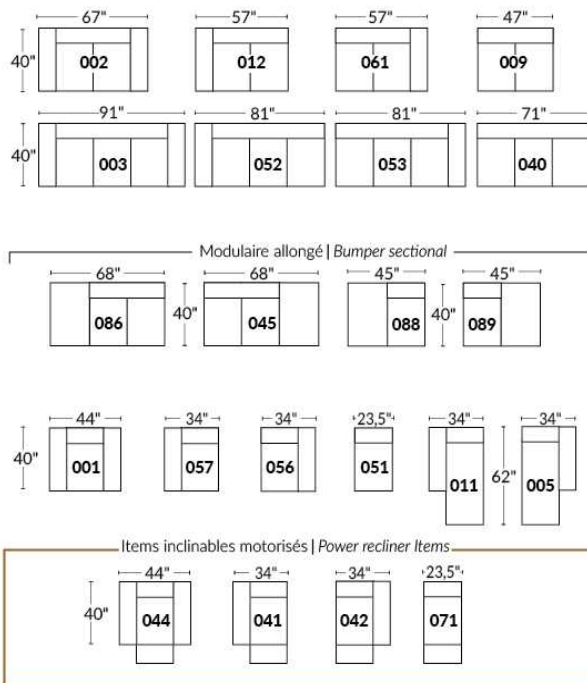 67" 57" 57" 47"
40" 002 012 061 009
91" 81" 81" 71"
40" 003 052 053 040
Modulaire allongé | Bumper sectional
68" 68" 45" 45"
086 40" 045 088 40" 089
44" 34" 34" 23,5" 34" 34"
40" 001 057 056 051 011 62" 005
Items inclinables motorisés | Power recliner Items
44" 34" 34" 23,5"
40" 044 041 042 071